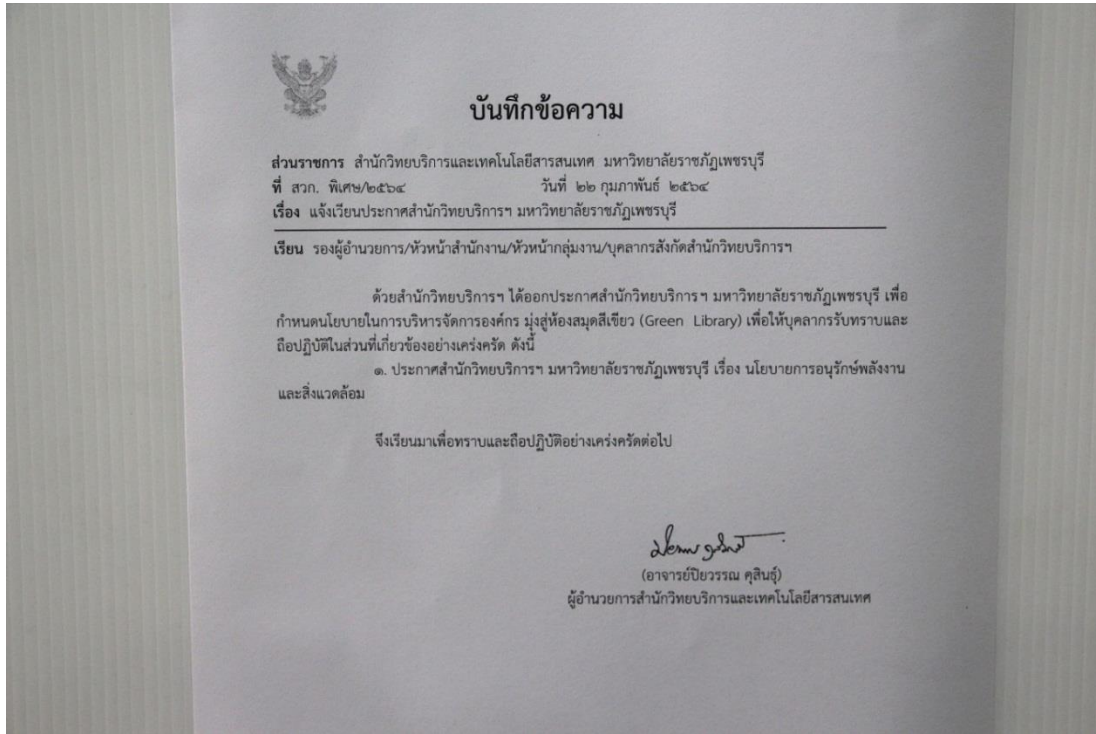 บันทึกข้อความ
ส่วนราชการ สำนักวิทยบริการและเทคโนโลยีสารสนเทศ มหาวิทยาลัยราชภัฏเพชรบุรี
ที่ สวก. พิเศษ/๒๕๖๔ วันที่ ๒๒ กุมภาพันธ์ ๒๕๖๔
เรื่อง แจ้งเวียนประกาศสำนักวิทยบริการฯ มหาวิทยาลัยราชภัฏเพชรบุรี
เรียน รองผู้อำนวยการ/หัวหน้าสำนักงาน/หัวหน้ากลุ่มงาน/บุคลากรสังกัดสำนักวิทยบริการฯ
ด้วยสำนักวิทยบริการฯ ได้ออกประกาศสำนักวิทยบริการฯ มหาวิทยาลัยราชภัฏเพชรบุรี เพื่อ
กำหนดนโยบายในการบริหารจัดการองค์กร มุ่งสู่ห้องสมุดสีเขียว (Green Library) เพื่อให้บุคลากรรับทราบและ
ถือปฏิบัติในส่วนที่เกี่ยวข้องอย่างเคร่งครัด ดังนี้
๑. ประกาศสำนักวิทยบริการฯ มหาวิทยาลัยราชภัฏเพชรบุรี เรื่อง นโยบายการอนุรักษ์พลังงาน
และสิ่งแวดล้อม
จึงเรียนมาเพื่อทราบและถือปฏิบัติอย่างเคร่งครัดต่อไป
(อาจารย์ปิยวรรณ คุสินธุ์)
ผู้อำนวยการสำนักวิทยบริการและเทคโนโลยีสารสนเทศ